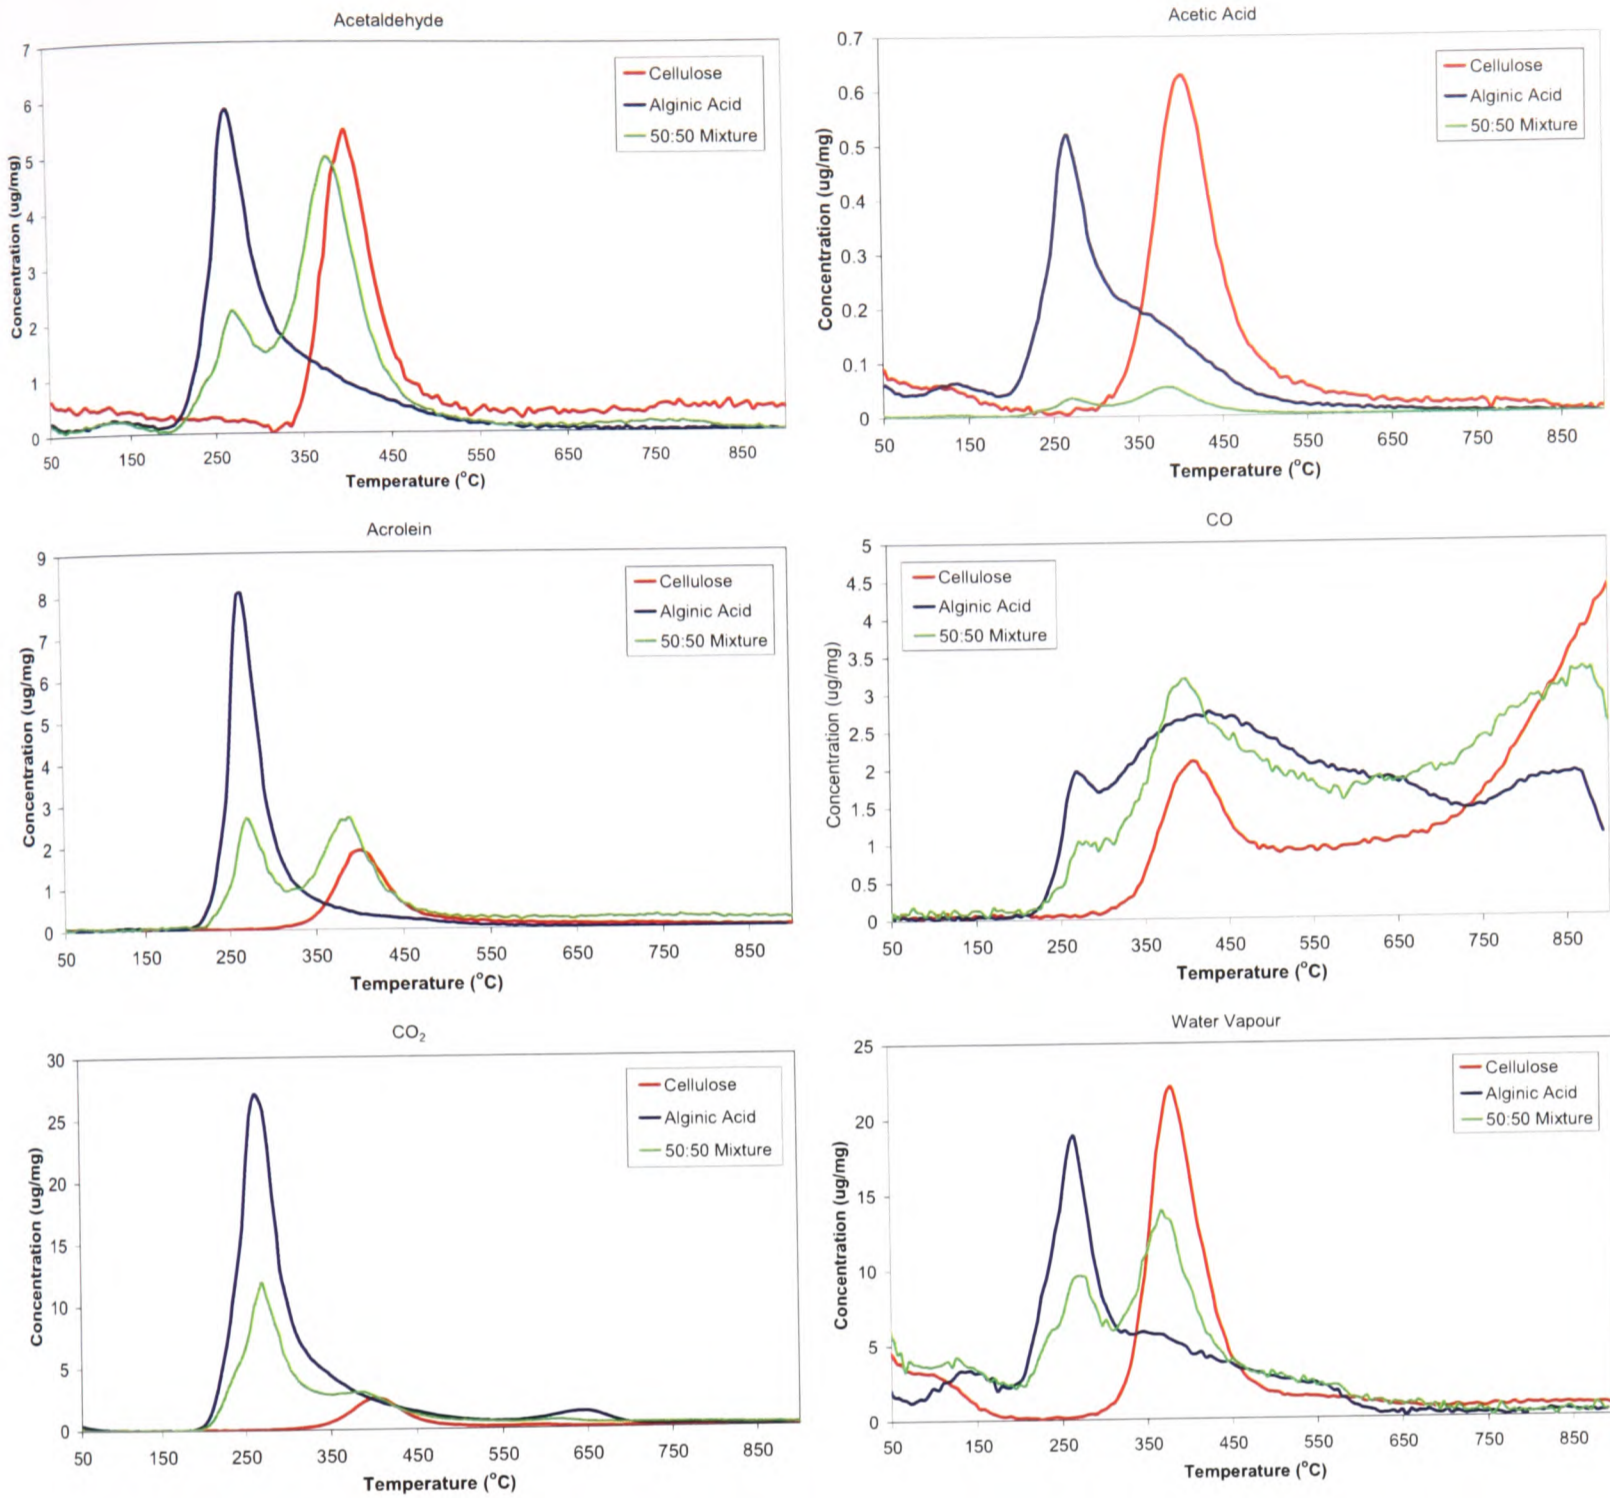 Acetaldehyde
7
6
5
4
3
2
1
0
Concentration (ug/mg)
Cellulose
Alginic Acid
50:50 Mixture
50 150 250 350 450 550 650 750 850
Temperature (°C)
Acetic Acid
0.7
0.6
0.5
0.4
0.3
0.2
0.1
0
Concentration (ug/mg)
Cellulose
Alginic Acid
50:50 Mixture
50 150 250 350 450 550 650 750 850
Temperature (°C)
Acrolein
9
8
7
6
5
4
3
2
1
0
Concentration (ug/mg)
Cellulose
Alginic Acid
50:50 Mixture
50 150 250 350 450 550 650 750 850
Temperature (°C)
CO
5
4.5
4
3.5
3
2.5
2
1.5
1
0.5
0
Concentration (ug/mg)
Cellulose
Alginic Acid
50:50 Mixture
50 150 250 350 450 550 650 750 850
Temperature (°C)
CO₂
30
25
20
15
10
5
0
Concentration (ug/mg)
Cellulose
Alginic Acid
50:50 Mixture
50 150 250 350 450 550 650 750 850
Temperature (°C)
Water Vapour
25
20
15
10
5
0
Concentration (ug/mg)
Cellulose
Alginic Acid
50:50 Mixture
50 150 250 350 450 550 650 750 850
Temperature (°C)